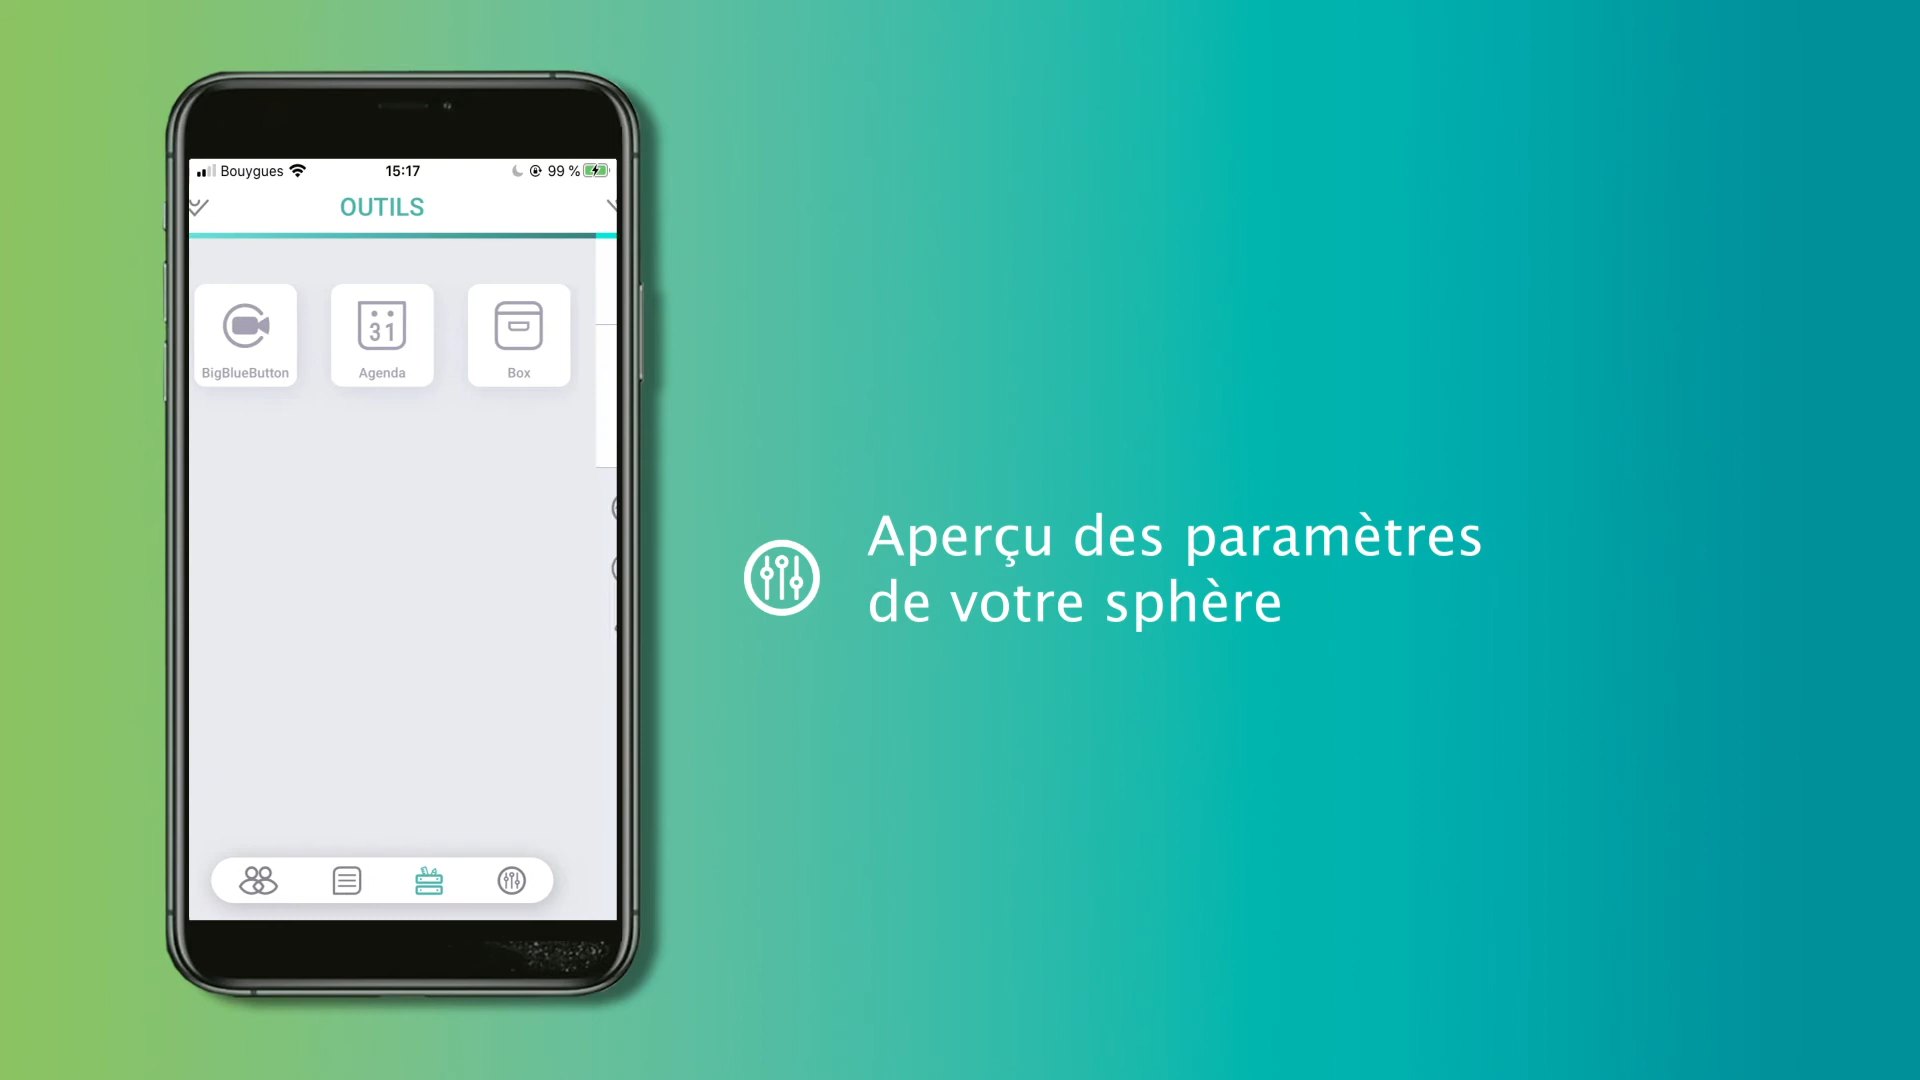 Bouygues 15:17 99 %
OUTILS
31
BigBlueButton Agenda Box
Aperçu des paramètres
de votre sphère